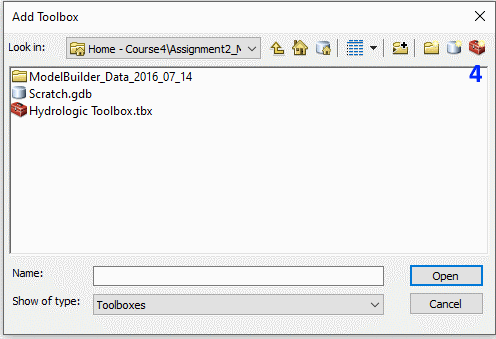 Add Toolbox
Look in: Home - Course4\Assignment2_M
4
ModelBuilder_Data_2016_07_14
Scratch.gdb
Hydrologic Toolbox.tbx
Name: Open
Show of type: Toolboxes Cancel